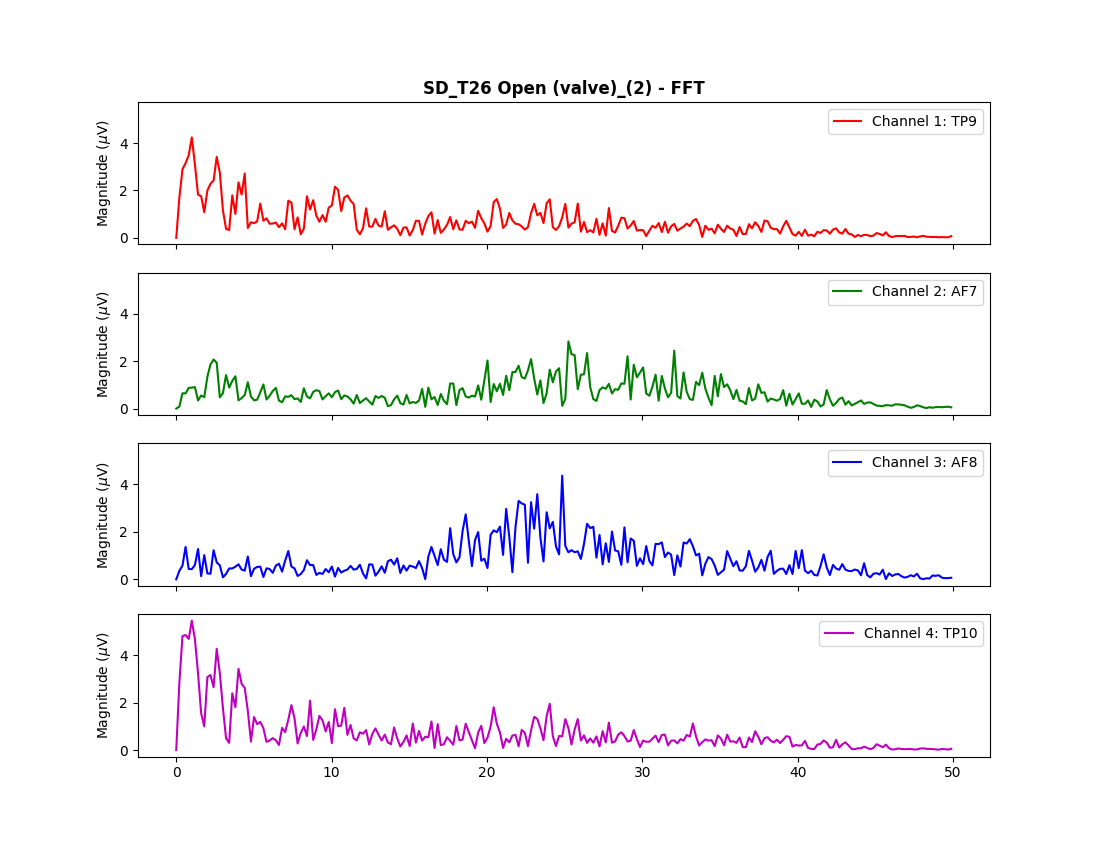 SD_T26 Open (valve)_(2) - FFT
Magnitude (μV)
4
2
0
Channel 1: TP9
Magnitude (μV)
4
2
0
Channel 2: AF7
Magnitude (μV)
4
2
0
Channel 3: AF8
Magnitude (μV)
4
2
0
Channel 4: TP10
0 10 20 30 40 50